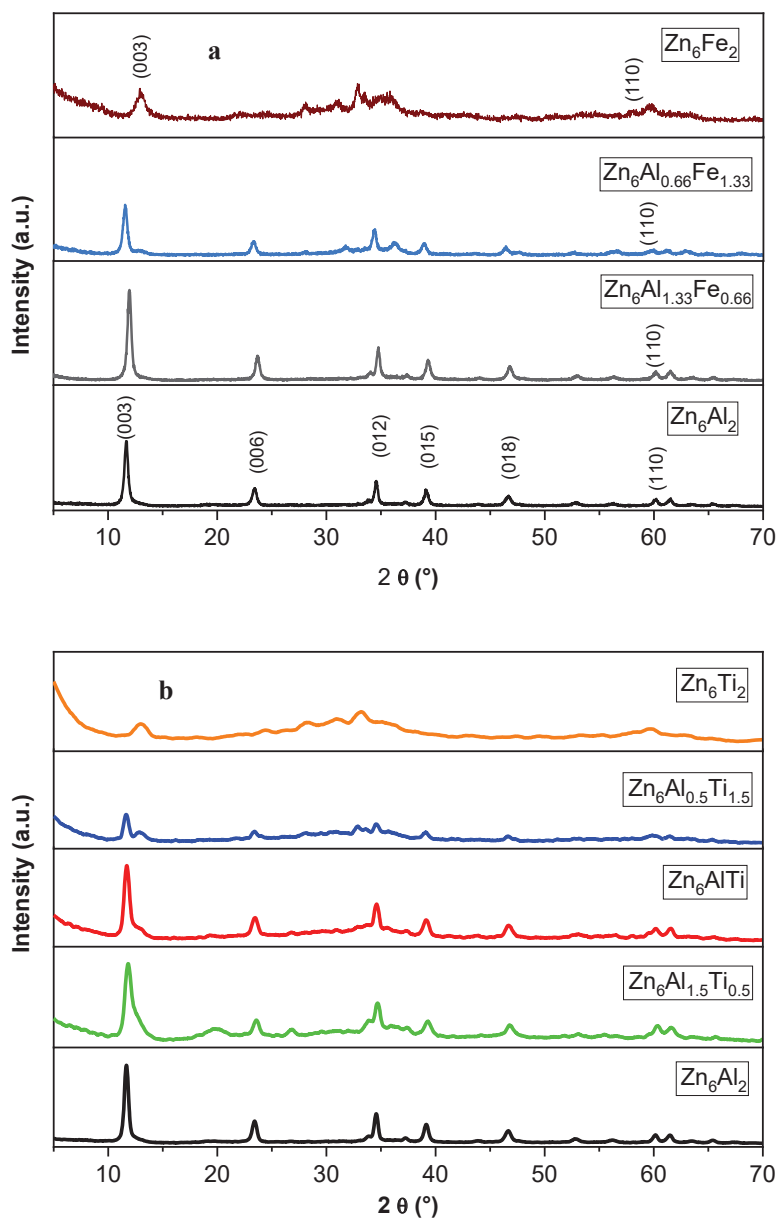 a
Zn₆Fe₂
(003)
(110)
Zn₆Al₀.₆₆Fe₁.₃₃
(110)
Zn₆Al₁.₃₃Fe₀.₆₆
(110)
Zn₆Al₂
(003)
(006)
(012)
(015)
(018)
(110)
Intensity (a.u.)
10 20 30 40 50 60 70
2 θ (°)
b
Zn₆Ti₂
Zn₆Al₀.₅Ti₁.₅
Zn₆AlTi
Zn₆Al₁.₅Ti₀.₅
Zn₆Al₂
Intensity (a.u.)
10 20 30 40 50 60 70
2 θ (°)